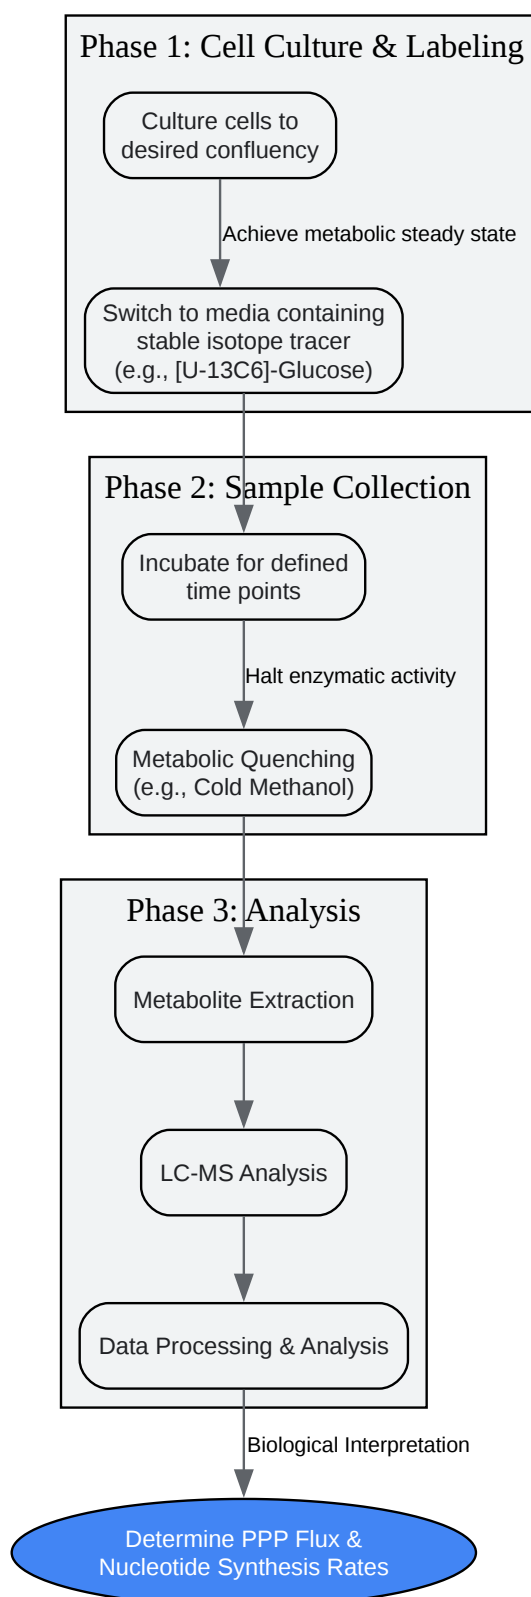 Phase 1: Cell Culture & Labeling
Culture cells to
desired confluency
Achieve metabolic steady state
Switch to media containing
stable isotope tracer
(e.g., [U-13C6]-Glucose)
Phase 2: Sample Collection
Incubate for defined
time points
Halt enzymatic activity
Metabolic Quenching
(e.g., Cold Methanol)
Phase 3: Analysis
Metabolite Extraction
LC-MS Analysis
Data Processing & Analysis
Biological Interpretation
Determine PPP Flux &
Nucleotide Synthesis Rates